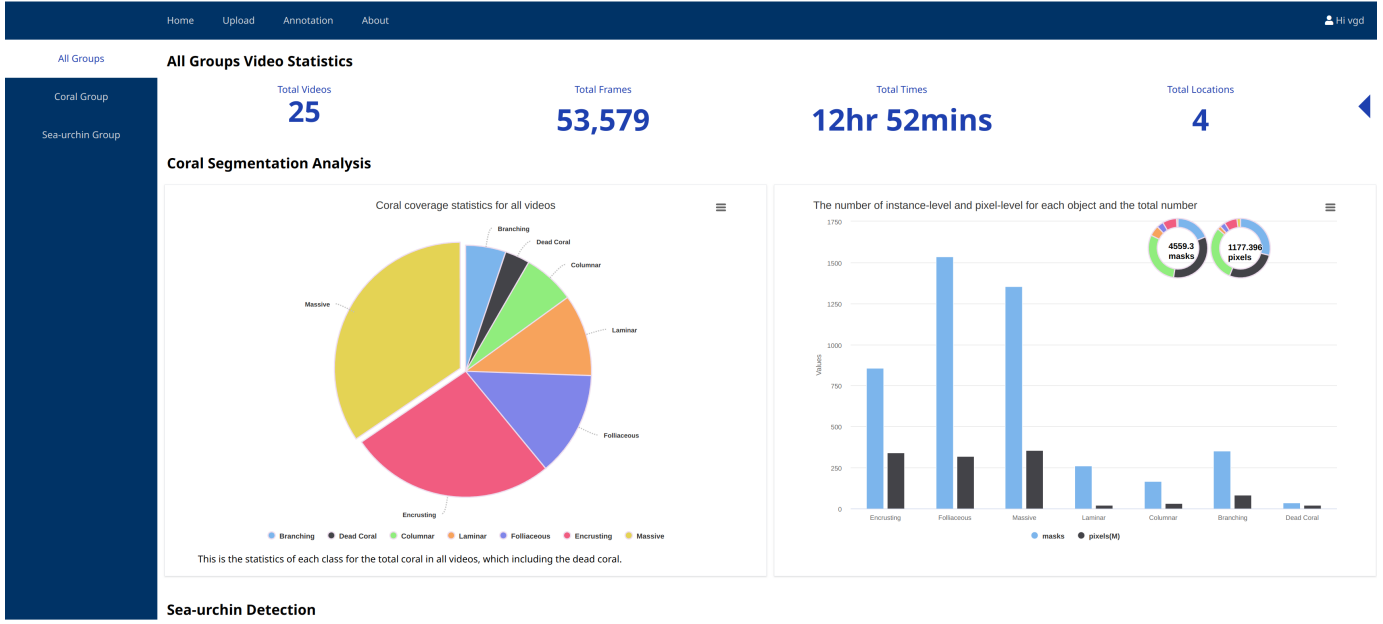 Home Upload Annotation About Hi vgd
All Groups
Coral Group
Sea-urchin Group
All Groups Video Statistics
Total Videos Total Frames Total Times Total Locations
25 53,579 12hr 52mins 4
Coral Segmentation Analysis
Coral coverage statistics for all videos
Branching
Dead Coral
Columnar
Laminar
Folliaceous
Encrusting
Massive
Branching Dead Coral Columnar Laminar Folliaceous Encrusting Massive
This is the statistics of each class for the total coral in all videos, which including the dead coral.
The number of instance-level and pixel-level for each object and the total number
4559.3
masks
1177.396
pixels
Values
1750
1500
1250
1000
750
500
250
0
Encrusting Folliaceous Massive Laminar Columnar Branching Dead Coral
masks pixels(M)
Sea-urchin Detection